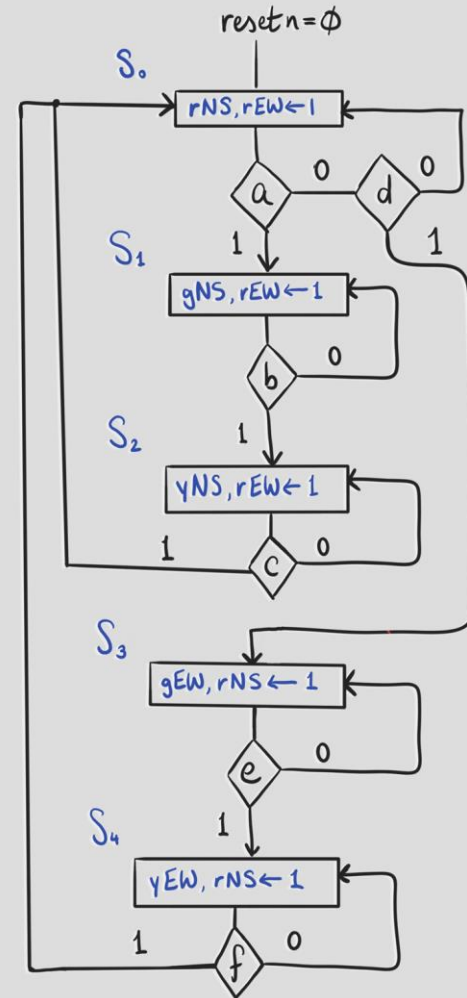 resetn=ϕ
S₀
rNS, rEW←1
a 0 d 0
1 1
S₁
gNS, rEW←1
b 0
1
S₂
yNS, rEW←1
1 c 0
S₃
gEW, rNS←1
e 0
1
S₄
yEW, rNS←1
1 f 0